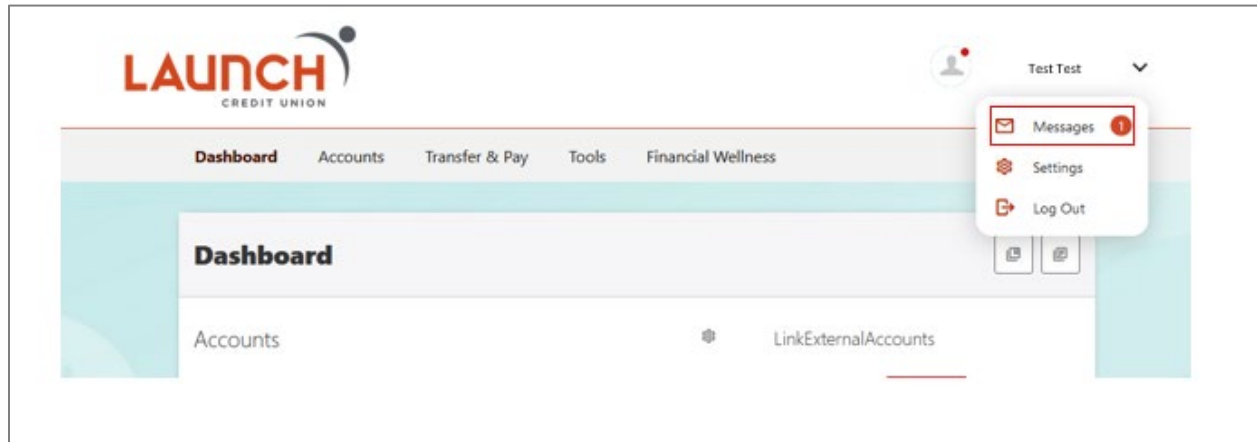 LAUNCH
CREDIT UNION
Test Test
Messages 1
Settings
Log Out
Dashboard Accounts Transfer & Pay Tools Financial Wellness
Dashboard
Accounts LinkExternalAccounts